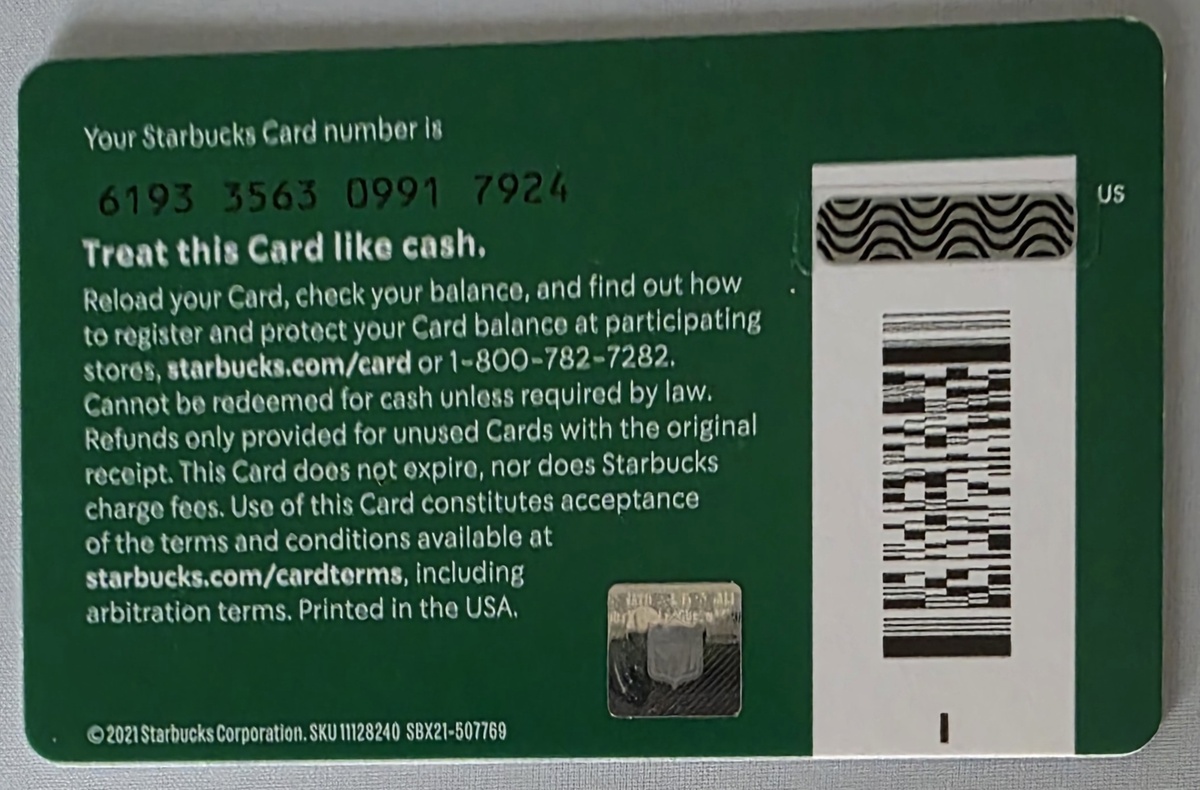 Your Starbucks Card number is
6193 3563 0991 7924
Treat this Card like cash.
Reload your Card, check your balance, and find out how
to register and protect your Card balance at participating
stores, starbucks.com/card or 1-800-782-7282.
Cannot be redeemed for cash unless required by law.
Refunds only provided for unused Cards with the original
receipt. This Card does not expire, nor does Starbucks
charge fees. Use of this Card constitutes acceptance
of the terms and conditions available at
starbucks.com/cardterms, including
arbitration terms. Printed in the USA.
© 2021 Starbucks Corporation. SKU 11128240 SBX21-507769
US